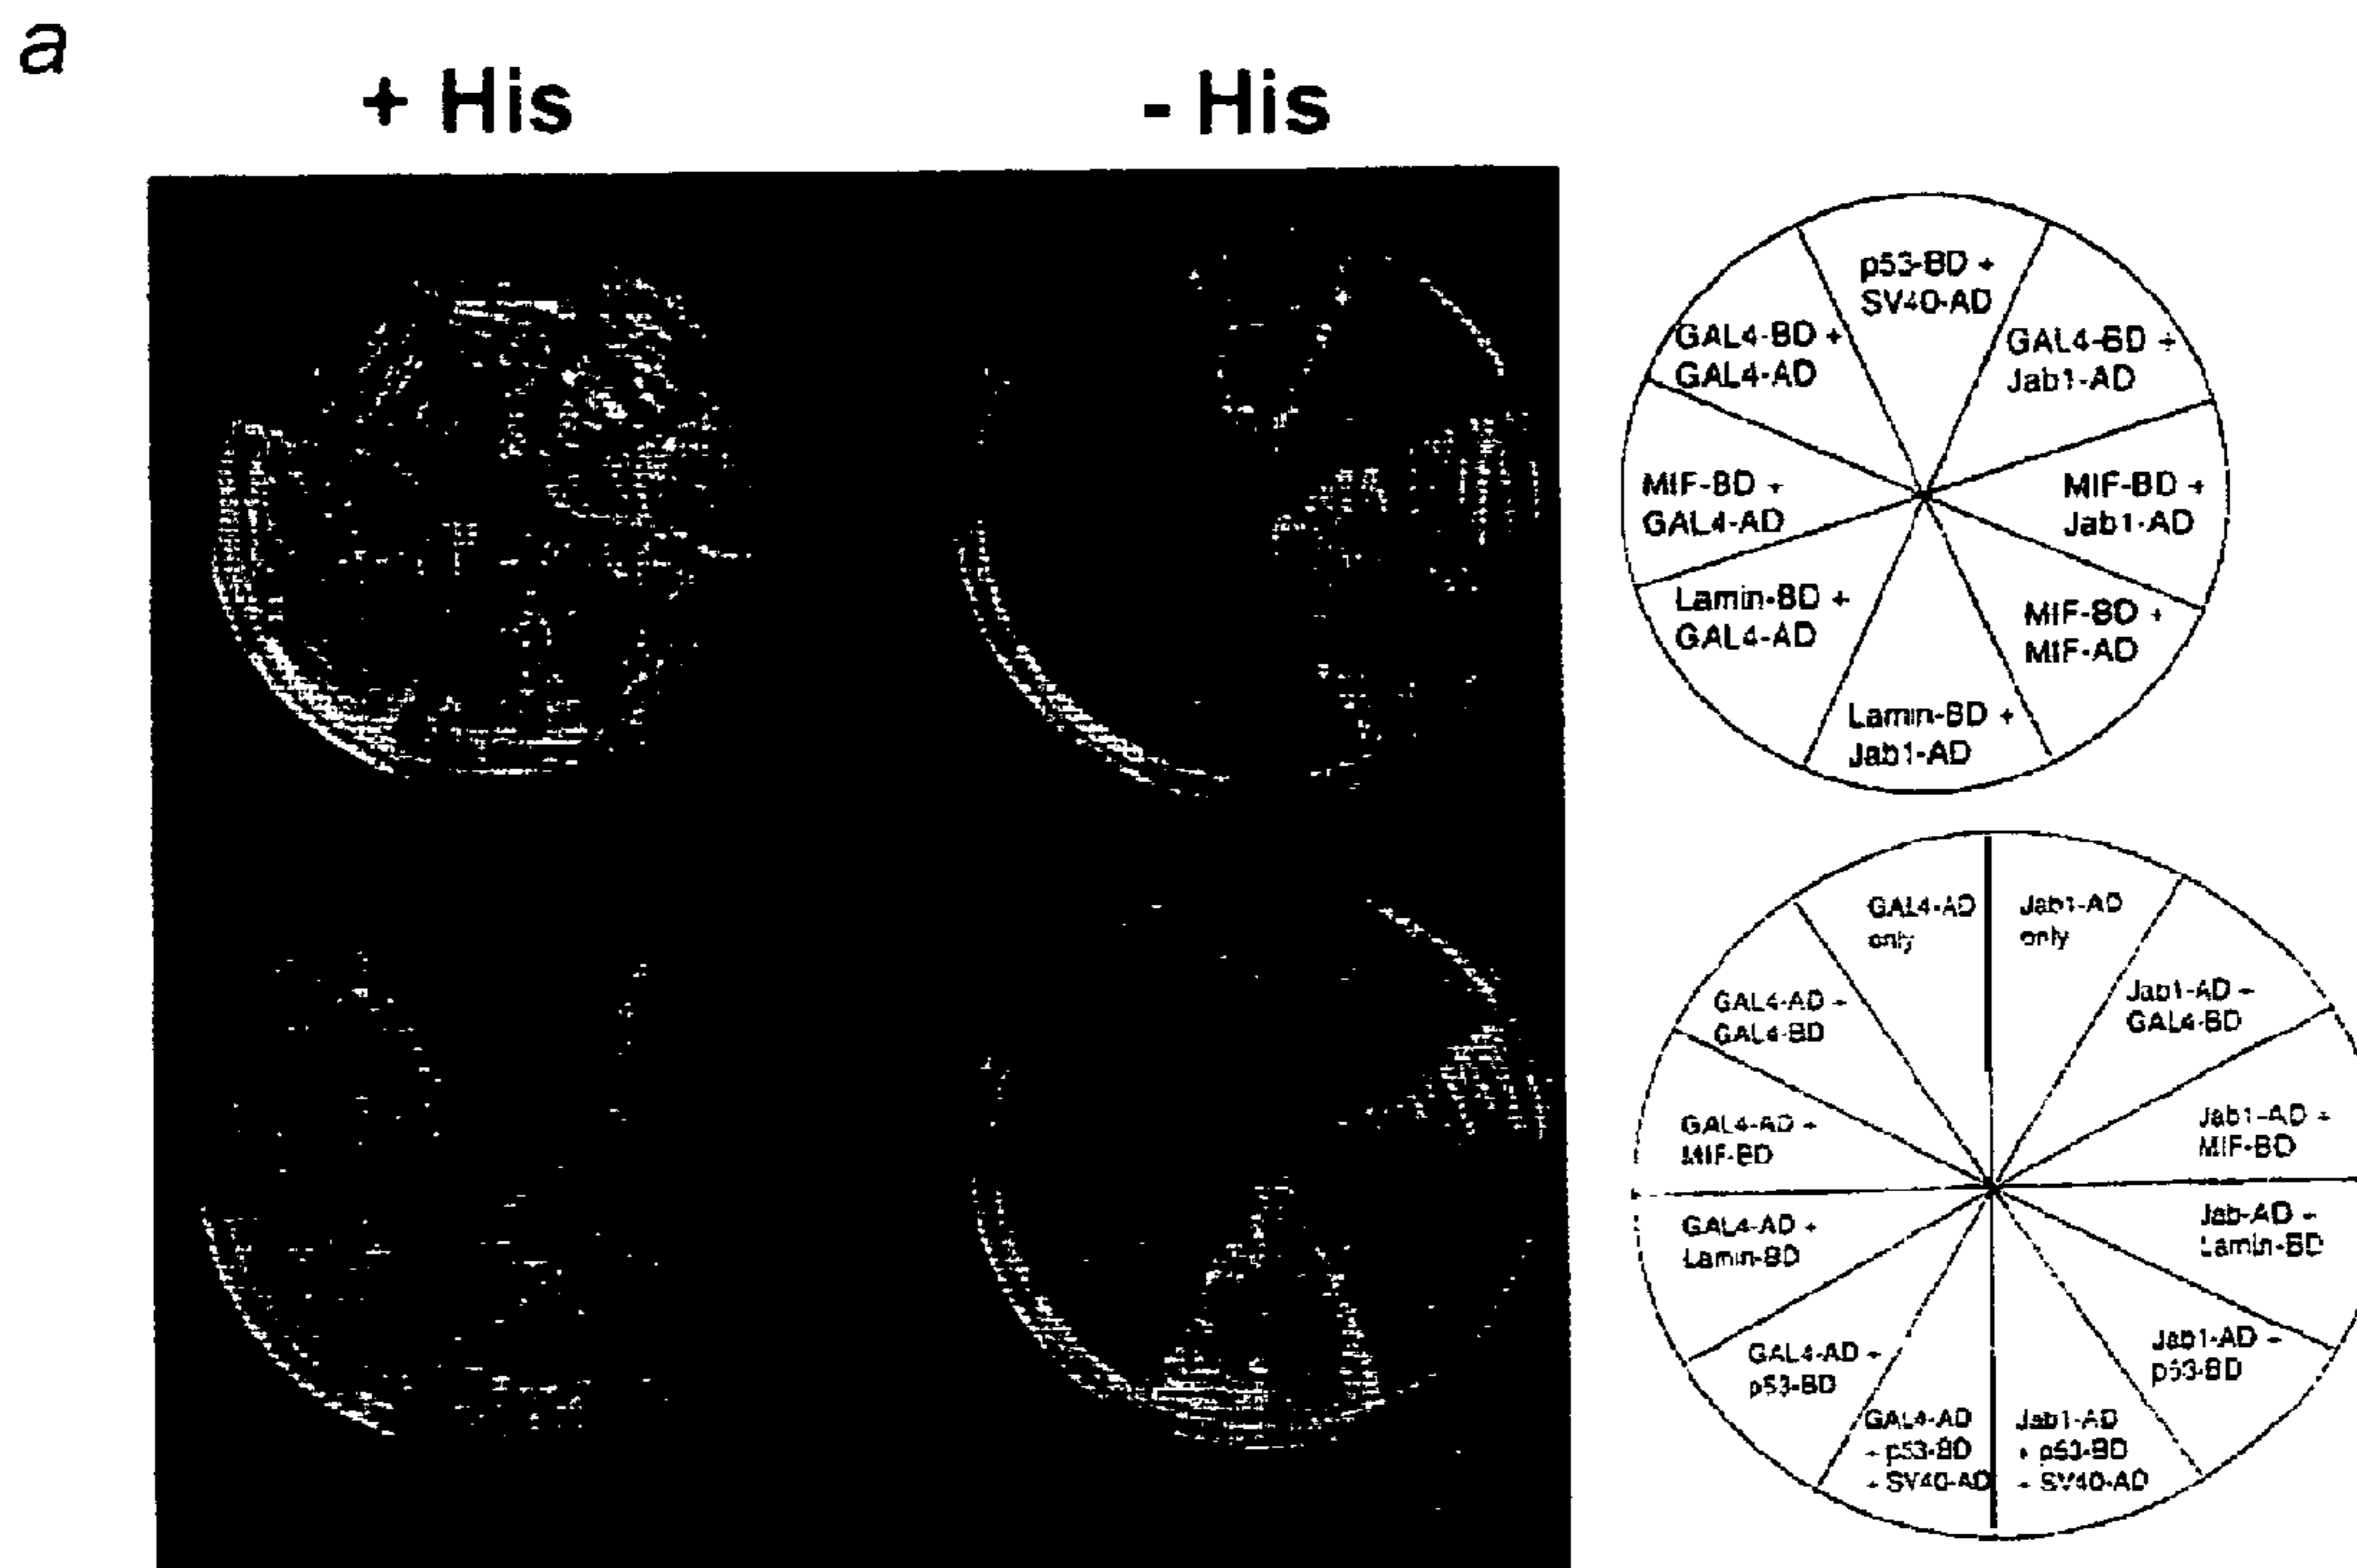 a
+ His
- His
p53-BD +
SV40-AD
GAL4-BD +
GAL4-AD
GAL4-BD +
Jab1-AD
MIF-BD +
GAL4-AD
MIF-BD +
Jab1-AD
Lamin-BD +
GAL4-AD
MIF-BD +
MIF-AD
Lamin-BD +
Jab1-AD
GAL4-AD
only
Jab1-AD
only
GAL4-AD +
GAL4-BD
Jab1-AD +
GAL4-BD
GAL4-AD +
MIF-BD
Jab1-AD +
MIF-BD
GAL4-AD +
Lamin-BD
Jab-AD +
Lamin-BD
GAL4-AD +
p53-BD
Jab1-AD +
p53-BD
GAL4-AD
+ p53-BD
+ SV40-AD
Jab1-AD
+ p53-BD
+ SV40-AD